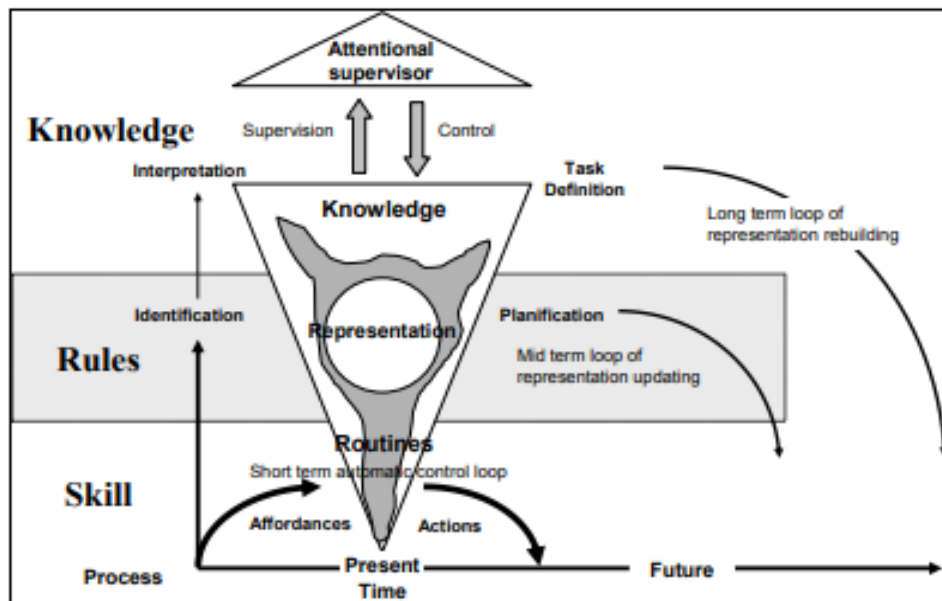 Attentional
supervisor
Knowledge
Supervision
Control
Interpretation
Task
Definition
Knowledge
Long term loop of
representation rebuilding
Identification
Representation
Planification
Rules
Mid term loop of
representation updating
Routines
Short term automatic control loop
Skill
Affordances
Actions
Process
Present
Time
Future